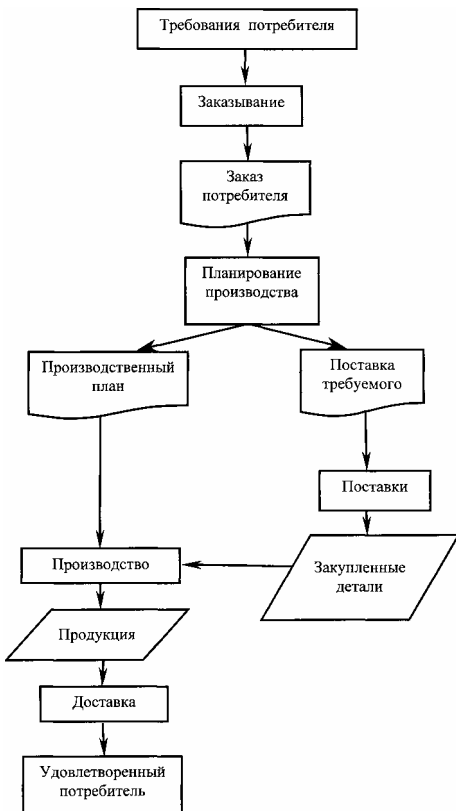 Требования потребителя
Заказывание
Заказ
потребителя
Планирование
производства
Производственный
план
Поставка
требуемого
Поставки
Закупленные
детали
Производство
Продукция
Доставка
Удовлетворенный
потребитель